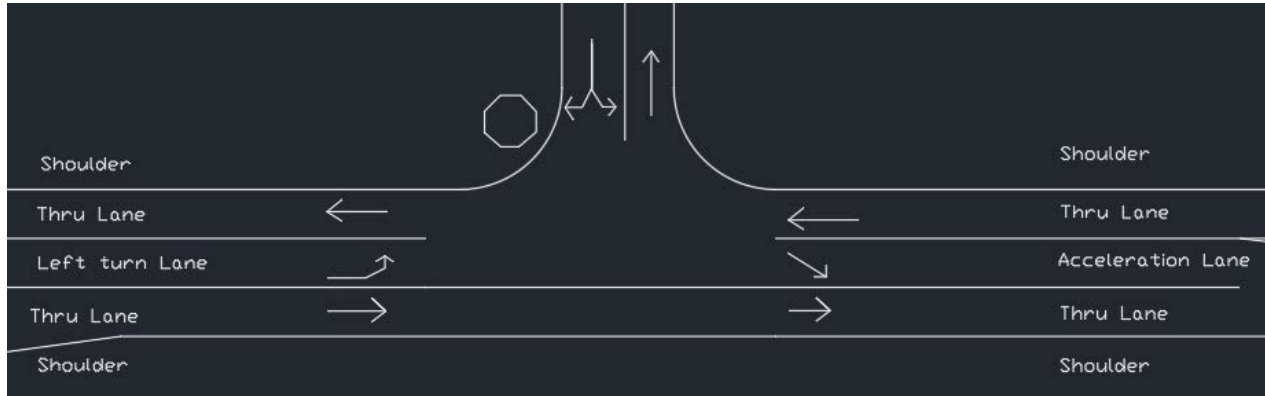 Shoulder
Shoulder
Thru Lane
Thru Lane
Left turn Lane
Acceleration Lane
Thru Lane
Thru Lane
Shoulder
Shoulder